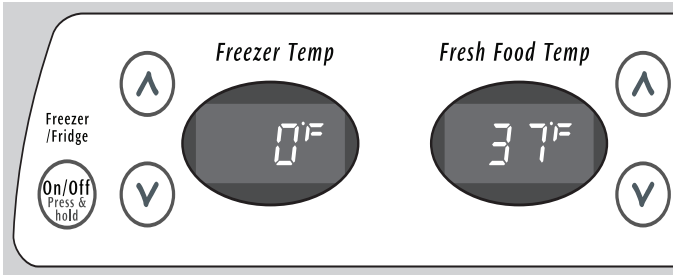 Freezer Temp
Fresh Food Temp
Freezer
/Fridge
0°F
37°F
On/Off
Press &
hold